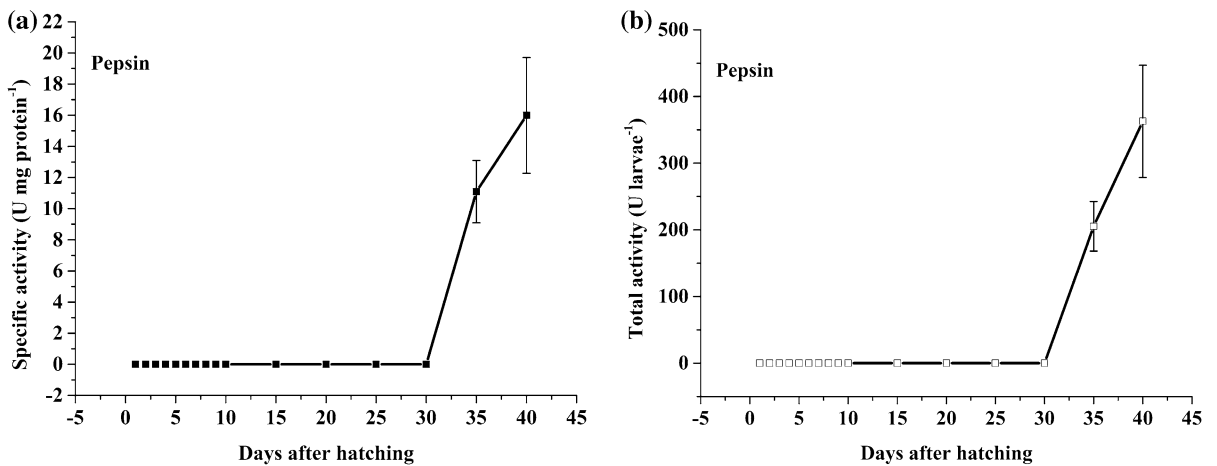 (a)
Pepsin
Specific activity (U mg protein-1)
22
20
18
16
14
12
10
8
6
4
2
0
-2
-5 0 5 10 15 20 25 30 35 40 45
Days after hatching
(b)
Pepsin
Total activity (U larvae-1)
500
400
300
200
100
0
-5 0 5 10 15 20 25 30 35 40 45
Days after hatching